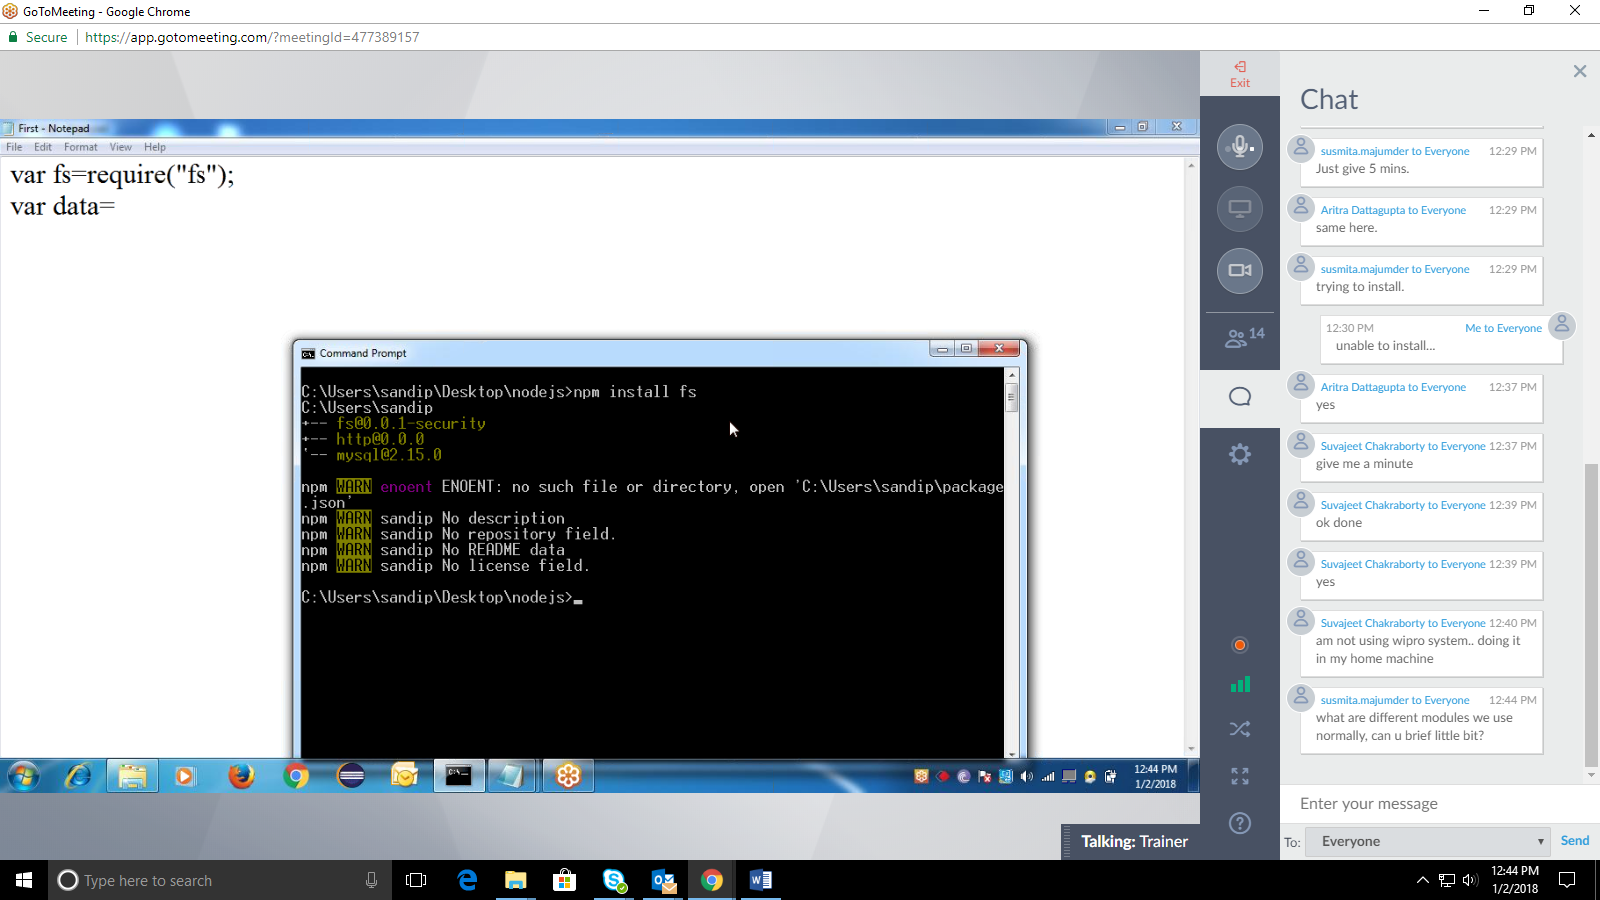 GoToMeeting - Google Chrome
Secure https://app.gotomeeting.com/?meetingId=477389157
First - Notepad
File Edit Format View Help
var fs=require("fs");
var data=
Command Prompt
C:\Users\sandip\Desktop\nodejs>npm install fs
C:\Users\sandip
+-- fs@0.0.1-security
+-- http@0.0.0
'-- mysql@2.15.0
npm WARN enoent ENOENT: no such file or directory, open 'C:\Users\sandip\package
.json'
npm WARN sandip No description
npm WARN sandip No repository field.
npm WARN sandip No README data
npm WARN sandip No license field.
C:\Users\sandip\Desktop\nodejs>_
12:44 PM
1/2/2018
Talking: Trainer
Exit
14
Chat
susmita.majumder to Everyone 12:29 PM
Just give 5 mins.
Aritra Dattagupta to Everyone 12:29 PM
same here.
susmita.majumder to Everyone 12:29 PM
trying to install.
12:30 PM Me to Everyone
unable to install...
Aritra Dattagupta to Everyone 12:37 PM
yes
Suvajeet Chakraborty to Everyone 12:37 PM
give me a minute
Suvajeet Chakraborty to Everyone 12:39 PM
ok done
Suvajeet Chakraborty to Everyone 12:39 PM
yes
Suvajeet Chakraborty to Everyone 12:40 PM
am not using wipro system.. doing it
in my home machine
susmita.majumder to Everyone 12:44 PM
what are different modules we use
normally, can u brief little bit?
Enter your message
To: Everyone Send
Type here to search
12:44 PM
1/2/2018